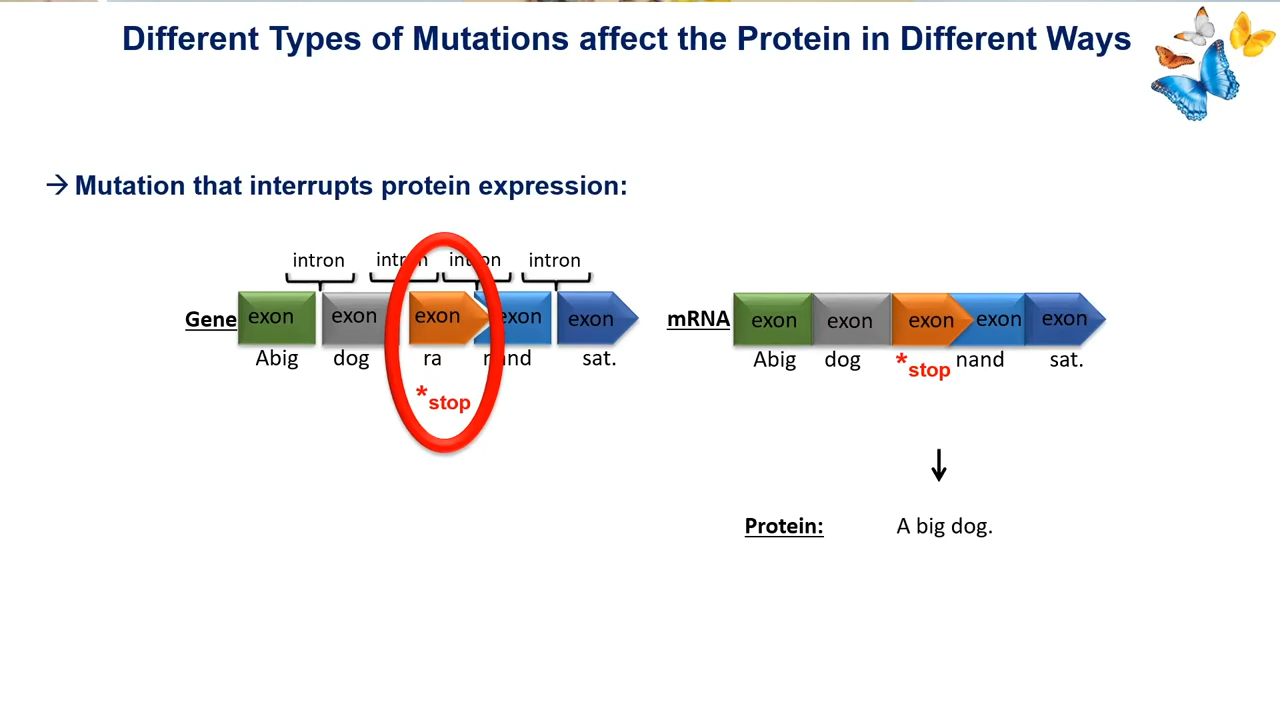 Different Types of Mutations affect the Protein in Different Ways
→ Mutation that interrupts protein expression:
intron intron intron intron
Gene exon exon exon exon exon
Abig dog ra nand sat.
*stop
mRNA exon exon exon exon exon
Abig dog *stop nand sat.
↓
Protein: A big dog.